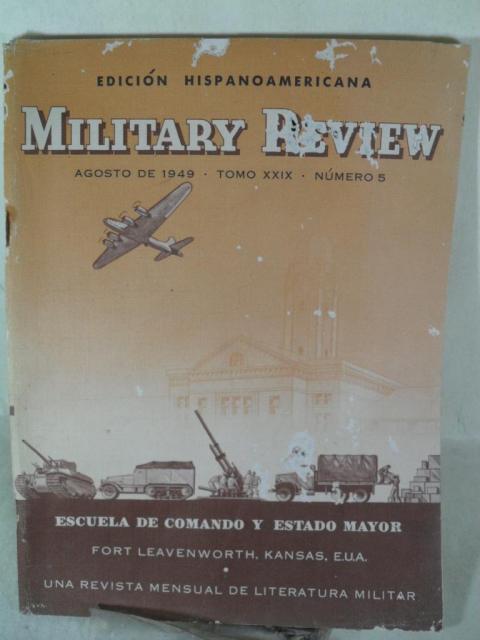 EDICIÓN HISPANOAMERICANA
MILITARY REVIEW
AGOSTO DE 1949 · TOMO XXIX · NÚMERO 5
ESCUELA DE COMANDO Y ESTADO MAYOR
FORT LEAVENWORTH, KANSAS, E.U.A.
UNA REVISTA MENSUAL DE LITERATURA MILITAR